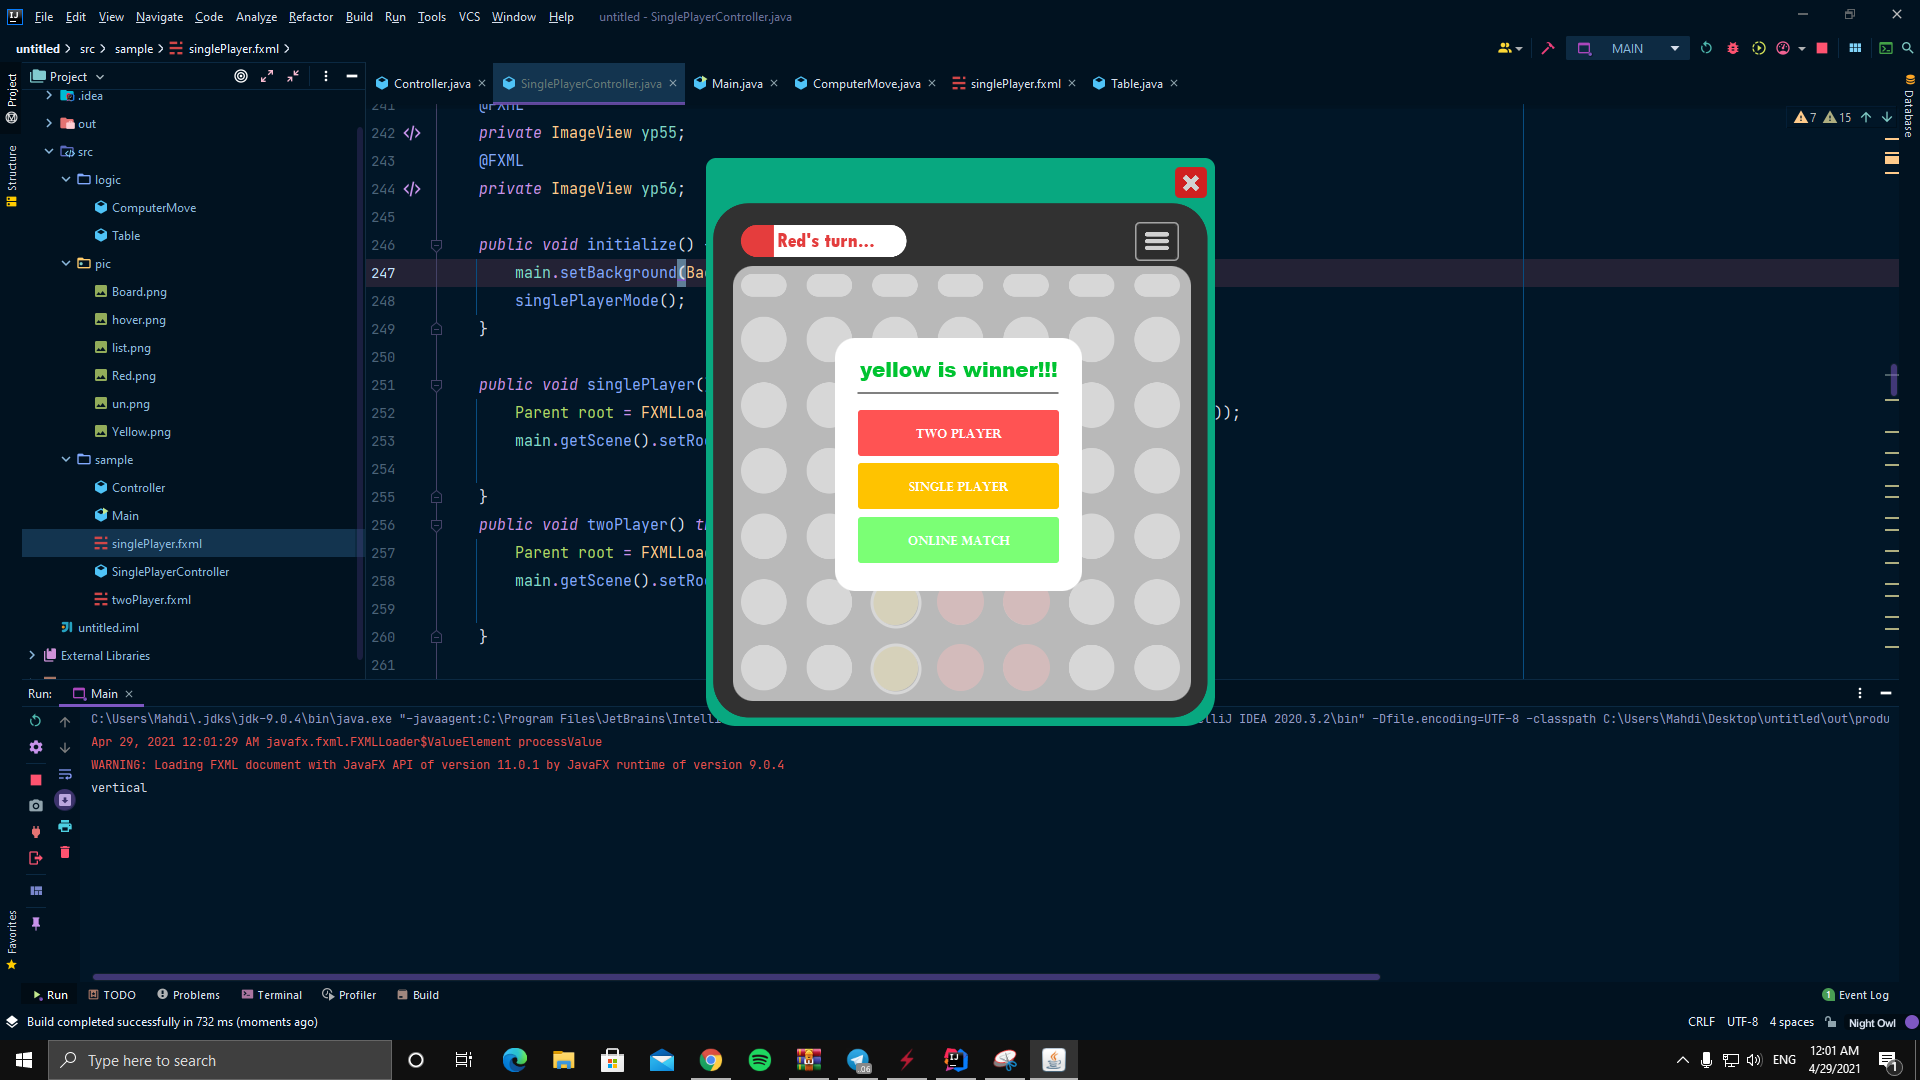 File Edit View Navigate Code Analyze Refactor Build Run Tools VCS Window Help untitled - SinglePlayerController.java
untitled src sample singlePlayer.fxml MAIN
Project
Controller.java SinglePlayerController.java Main.java ComputerMove.java singlePlayer.fxml Table.java
Project
Structure
Favorites
Database
.idea
out
src
logic
ComputerMove
Table
pic
Board.png
hover.png
list.png
Red.png
un.png
Yellow.png
sample
Controller
Main
singlePlayer.fxml
SinglePlayerController
twoPlayer.fxml
untitled.iml
External Libraries
7 15
241 @FXML
242 private ImageView yp55;
243 @FXML
244 private ImageView yp56;
245
246 public void initialize()
247 main.setBackground(Ba
248 singlePlayerMode();
249 }
250
251 public void singlePlayer(
252 Parent root = FXMLLoa ));
253 main.getScene().setRo
254
255 }
256 public void twoPlayer() th
257 Parent root = FXMLLoa
258 main.getScene().setRo
259
260 }
261
Red's turn...
yellow is winner!!!
TWO PLAYER
SINGLE PLAYER
ONLINE MATCH
Run: Main
C:\Users\Mahdi\.jdks\jdk-9.0.4\bin\java.exe "-javaagent:C:\Program Files\JetBrains\Intelli lliJ IDEA 2020.3.2\bin" -Dfile.encoding=UTF-8 -classpath C:\Users\Mahdi\Desktop\untitled\out\produ
Apr 29, 2021 12:01:29 AM javafx.fxml.FXMLLoader$ValueElement processValue
WARNING: Loading FXML document with JavaFX API of version 11.0.1 by JavaFX runtime of version 9.0.4
vertical
Run TODO Problems Terminal Profiler Build 1 Event Log
Build completed successfully in 732 ms (moments ago) CRLF UTF-8 4 spaces Night Owl
Type here to search
.06
ENG
12:01 AM
4/29/2021
1